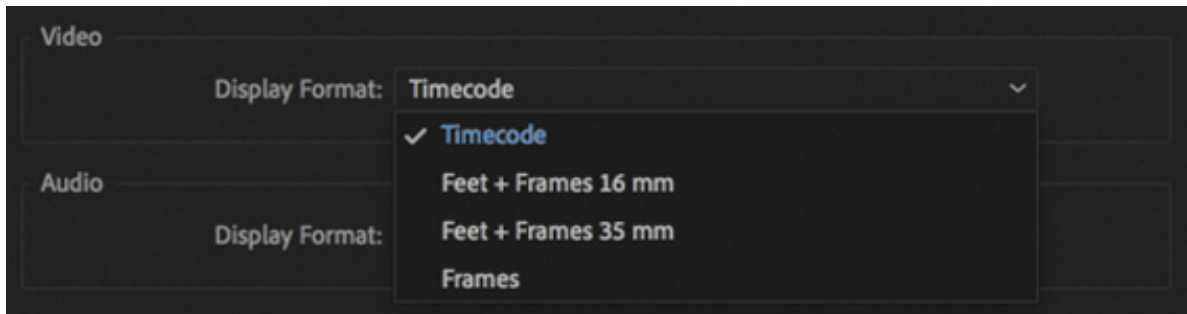 Video
Display Format: Timecode
Timecode
Feet + Frames 16 mm
Audio
Display Format: Feet + Frames 35 mm
Frames